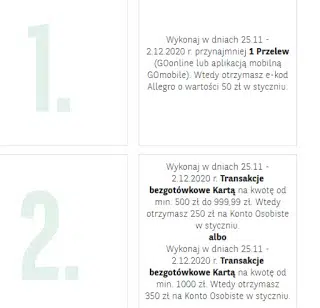 1.
Wykonaj w dniach 25.11 -
2.12.2020 r. przynajmniej 1 Przelew
(GOonline lub aplikacją mobilną
GOmobile). Wtedy otrzymasz e-kod
Allegro o wartości 50 zł w styczniu.
2.
Wykonaj w dniach 25.11 -
2.12.2020 r. Transakcje
bezgotówkowe Kartą na kwotę od
min. 500 zł do 999,99 zł. Wtedy
otrzymasz 250 zł na Konto Osobiste
w styczniu.
albo
Wykonaj w dniach 25.11 -
2.12.2020 r. Transakcje
bezgotówkowe Kartą na kwotę od
min. 1000 zł. Wtedy otrzymasz
350 zł na Konto Osobiste w styczniu.